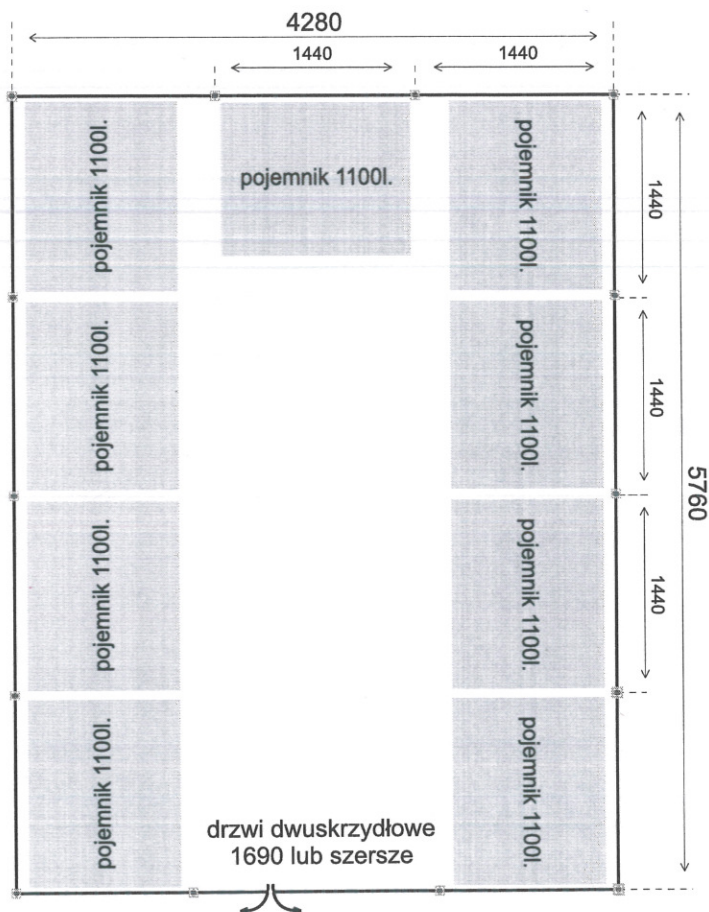 4280
1440
1440
pojemnik 1100l.
pojemnik 1100l.
pojemnik 1100l.
1440
pojemnik 1100l.
pojemnik 1100l.
1440
5760
pojemnik 1100l.
pojemnik 1100l.
1440
pojemnik 1100l.
pojemnik 1100l.
drzwi dwuskrzydłowe
1690 lub szersze